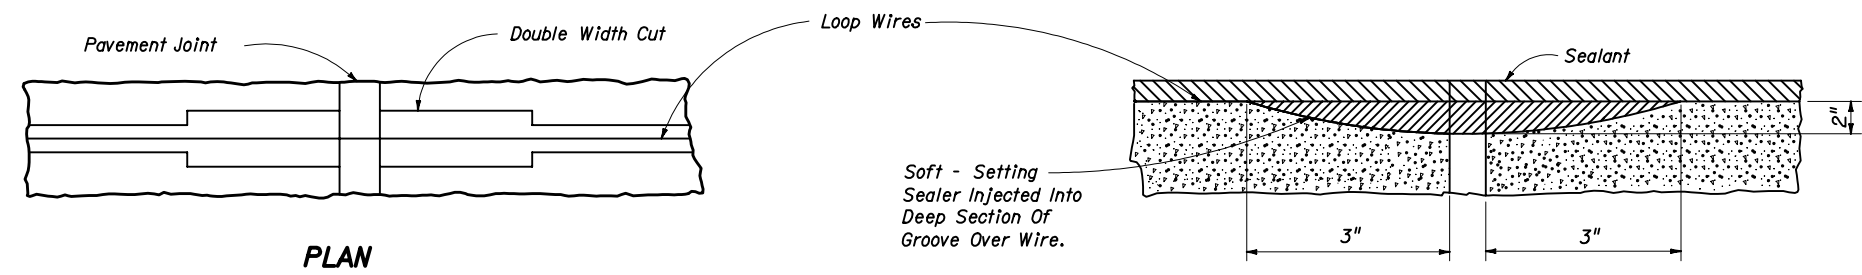 Pavement Joint
Double Width Cut
Loop Wires
PLAN
Sealant
2"
Soft - Setting
Sealer Injected Into
Deep Section Of
Groove Over Wire.
3"
3"